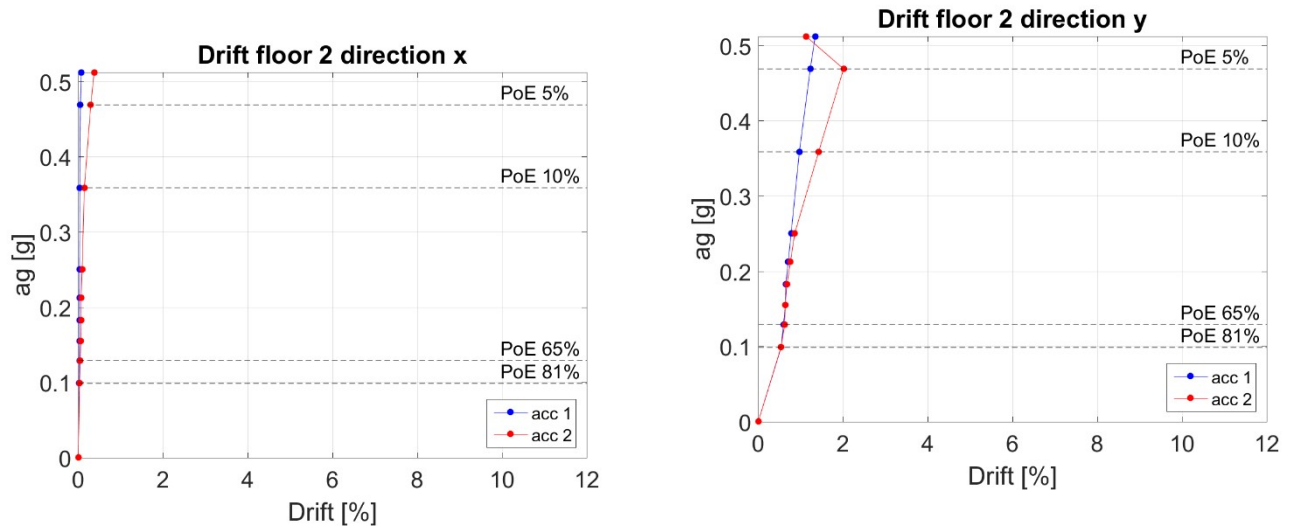 Drift floor 2 direction x
0.5
0.4
0.3
0.2
0.1
0
ag [g]
PoE 5%
PoE 10%
PoE 65%
PoE 81%
acc 1
acc 2
0 2 4 6 8 10 12
Drift [%]
Drift floor 2 direction y
0.5
0.4
0.3
0.2
0.1
0
ag [g]
PoE 5%
PoE 10%
PoE 65%
PoE 81%
acc 1
acc 2
0 2 4 6 8 10 12
Drift [%]